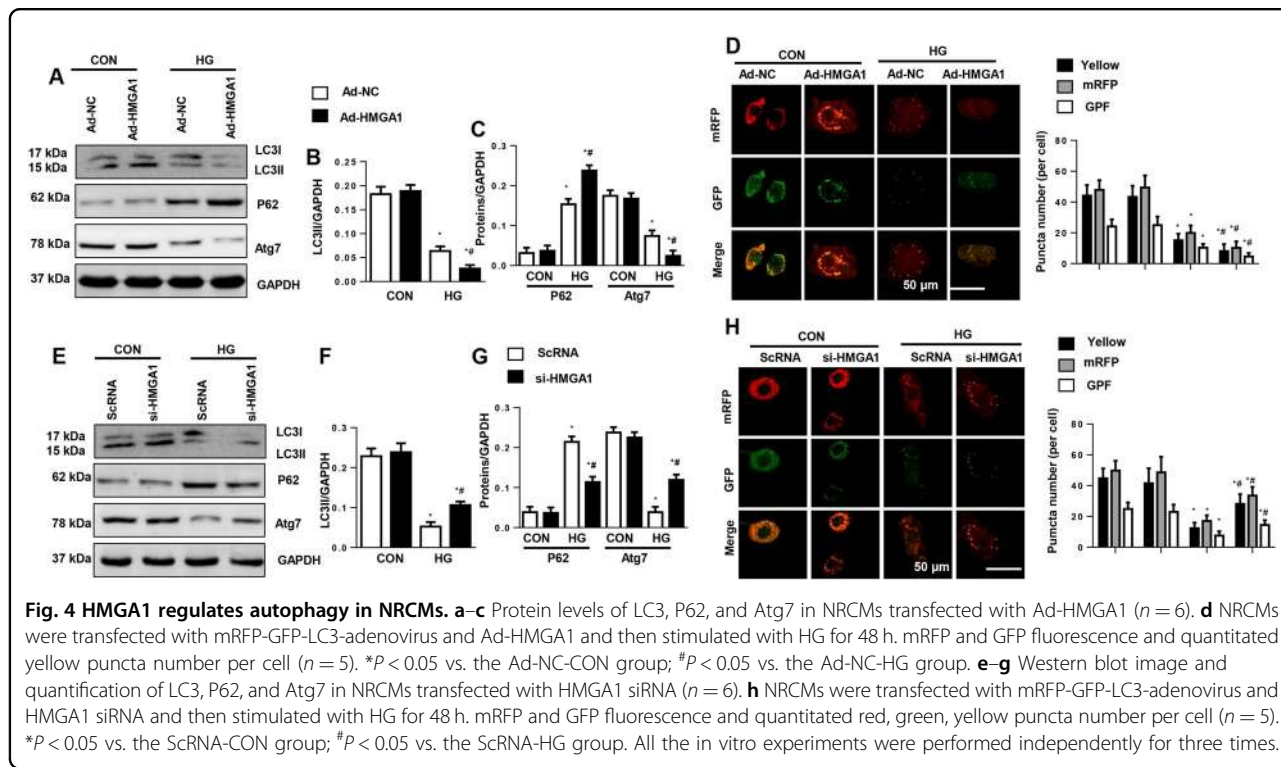 A
CON
HG
Ad-NC
Ad-HMGA1
Ad-NC
Ad-HMGA1
17 kDa
15 kDa
LC3I
LC3II
62 kDa
P62
78 kDa
Atg7
37 kDa
GAPDH
Ad-NC
Ad-HMGA1
B
LC3II/GAPDH
0.20
0.15
0.10
0.05
0.00
*
*#
CON
HG
C
Proteins/GAPDH
0.3
0.2
0.1
0.0
*
*#
*
*#
CON
HG
CON
HG
P62
Atg7
D
CON
HG
Ad-NC
Ad-HMGA1
Ad-NC
Ad-HMGA1
mRFP
GFP
Merge
50 µm
Yellow
mRFP
GPF
Puncta number (per cell)
80
60
40
20
0
*
*
*
*#
*#
*#
E
CON
HG
ScRNA
si-HMGA1
ScRNA
si-HMGA1
17 kDa
15 kDa
LC3I
LC3II
62 kDa
P62
78 kDa
Atg7
37 kDa
GAPDH
F
LC3II/GAPDH
0.3
0.2
0.1
0.0
*
*#
CON
HG
G
ScRNA
si-HMGA1
Proteins/GAPDH
0.3
0.2
0.1
0.0
*
*#
*
*#
CON
HG
CON
HG
P62
Atg7
H
CON
HG
ScRNA
si-HMGA1
ScRNA
si-HMGA1
mRFP
GFP
Merge
50 µm
Yellow
mRFP
GPF
Pumcta number (per cell)
80
60
40
20
0
*
*
*
*#
*#
*#
Fig. 4 HMGA1 regulates autophagy in NRCMs. a–c Protein levels of LC3, P62, and Atg7 in NRCMs transfected with Ad-HMGA1 (n = 6). d NRCMs
were transfected with mRFP-GFP-LC3-adenovirus and Ad-HMGA1 and then stimulated with HG for 48 h. mRFP and GFP fluorescence and quantitated
yellow puncta number per cell (n = 5). *P < 0.05 vs. the Ad-NC-CON group; #P < 0.05 vs. the Ad-NC-HG group. e–g Western blot image and
quantification of LC3, P62, and Atg7 in NRCMs transfected with HMGA1 siRNA (n = 6). h NRCMs were transfected with mRFP-GFP-LC3-adenovirus and
HMGA1 siRNA and then stimulated with HG for 48 h. mRFP and GFP fluorescence and quantitated red, green, yellow puncta number per cell (n = 5).
*P < 0.05 vs. the ScRNA-CON group; #P < 0.05 vs. the ScRNA-HG group. All the in vitro experiments were performed independently for three times.